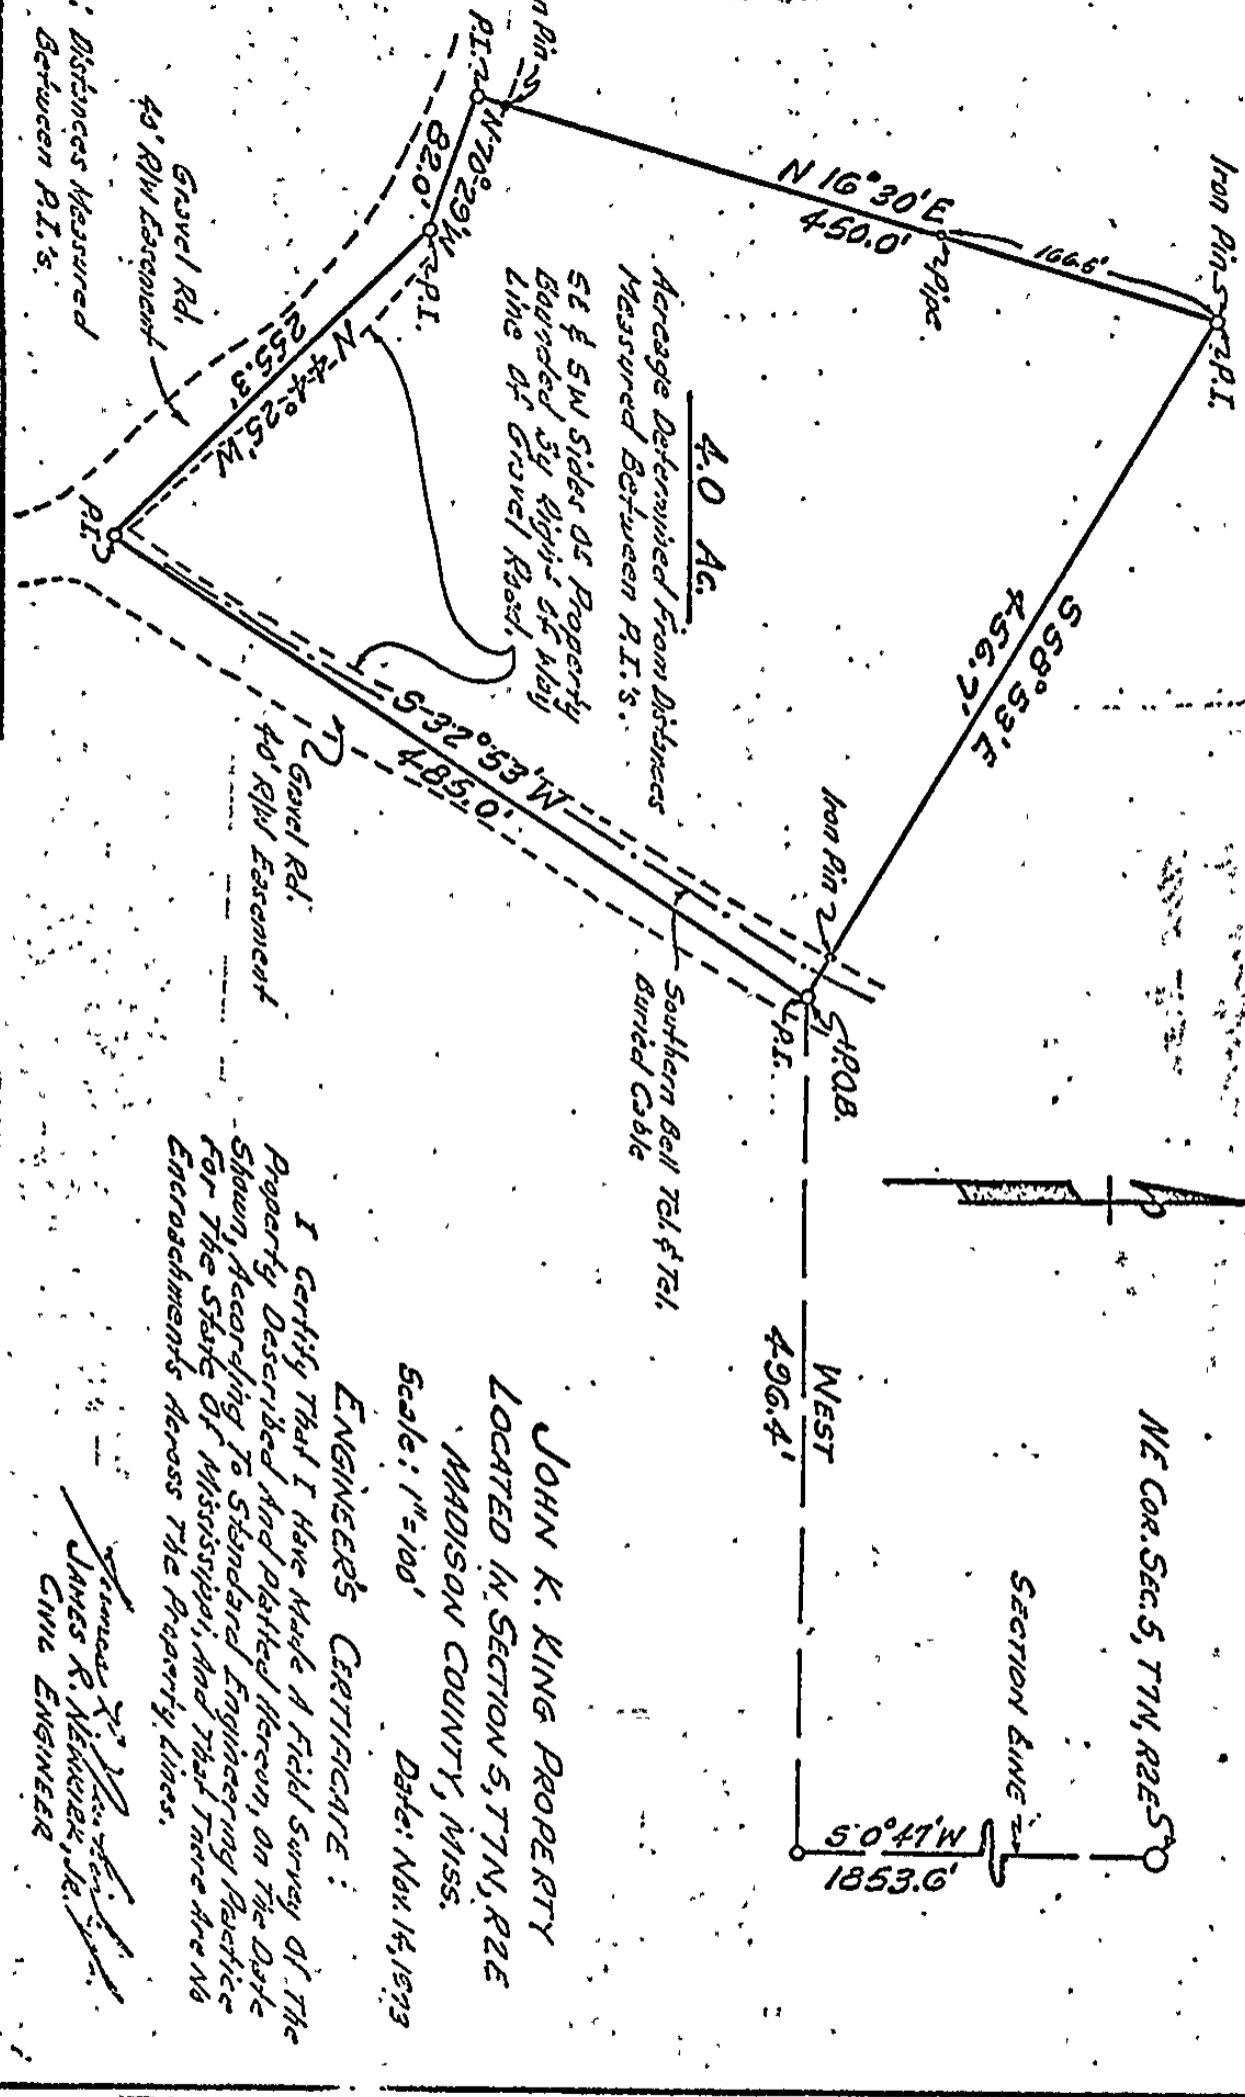 NE COR. SEC. 5, T7N, R2E
SECTION LINE
S 0°47'W
1853.6'
WEST
496.4'
P.O.B.
P.I.
Iron Pin
S 58°53'E
456.7'
Iron Pin
P.I.
166.5'
Pipe
N 16°30'E
450.0'
Pin
P.I.
N-70°-29'W
82.0'
P.I.
N-44°-25'W
255.3'
P.I.
S-32°53'W
485.0'
4.0 Ac.
Acreage Determined From Distances
Measured Between P.I.'s.
SE & SW Sides Of Property
Bounded By Right Of Way
Line Of Gravel Road.
Southern Bell Tel. & Tel.
Buried Cable
Gravel Rd.
40' R/W Easement
Gravel Rd.
40' R/W Easement
: Distances Measured
Between P.I.'s.
JOHN K. KING PROPERTY
LOCATED IN SECTION 5, T7N, R2E
MADISON COUNTY, MISS.
Scale: 1"=100' Date: Nov. 14, 1973
ENGINEER'S CERTIFICATE:
I Certify That I Have Made A Field Survey Of The
Property Described And Platted Hereon, On The Date
Shown, According To Standard Engineering Practice
For The State Of Mississippi, And That There Are No
Encroachments Across The Property Lines.
JAMES R. NEWKIRK, JR.
CIVIL ENGINEER